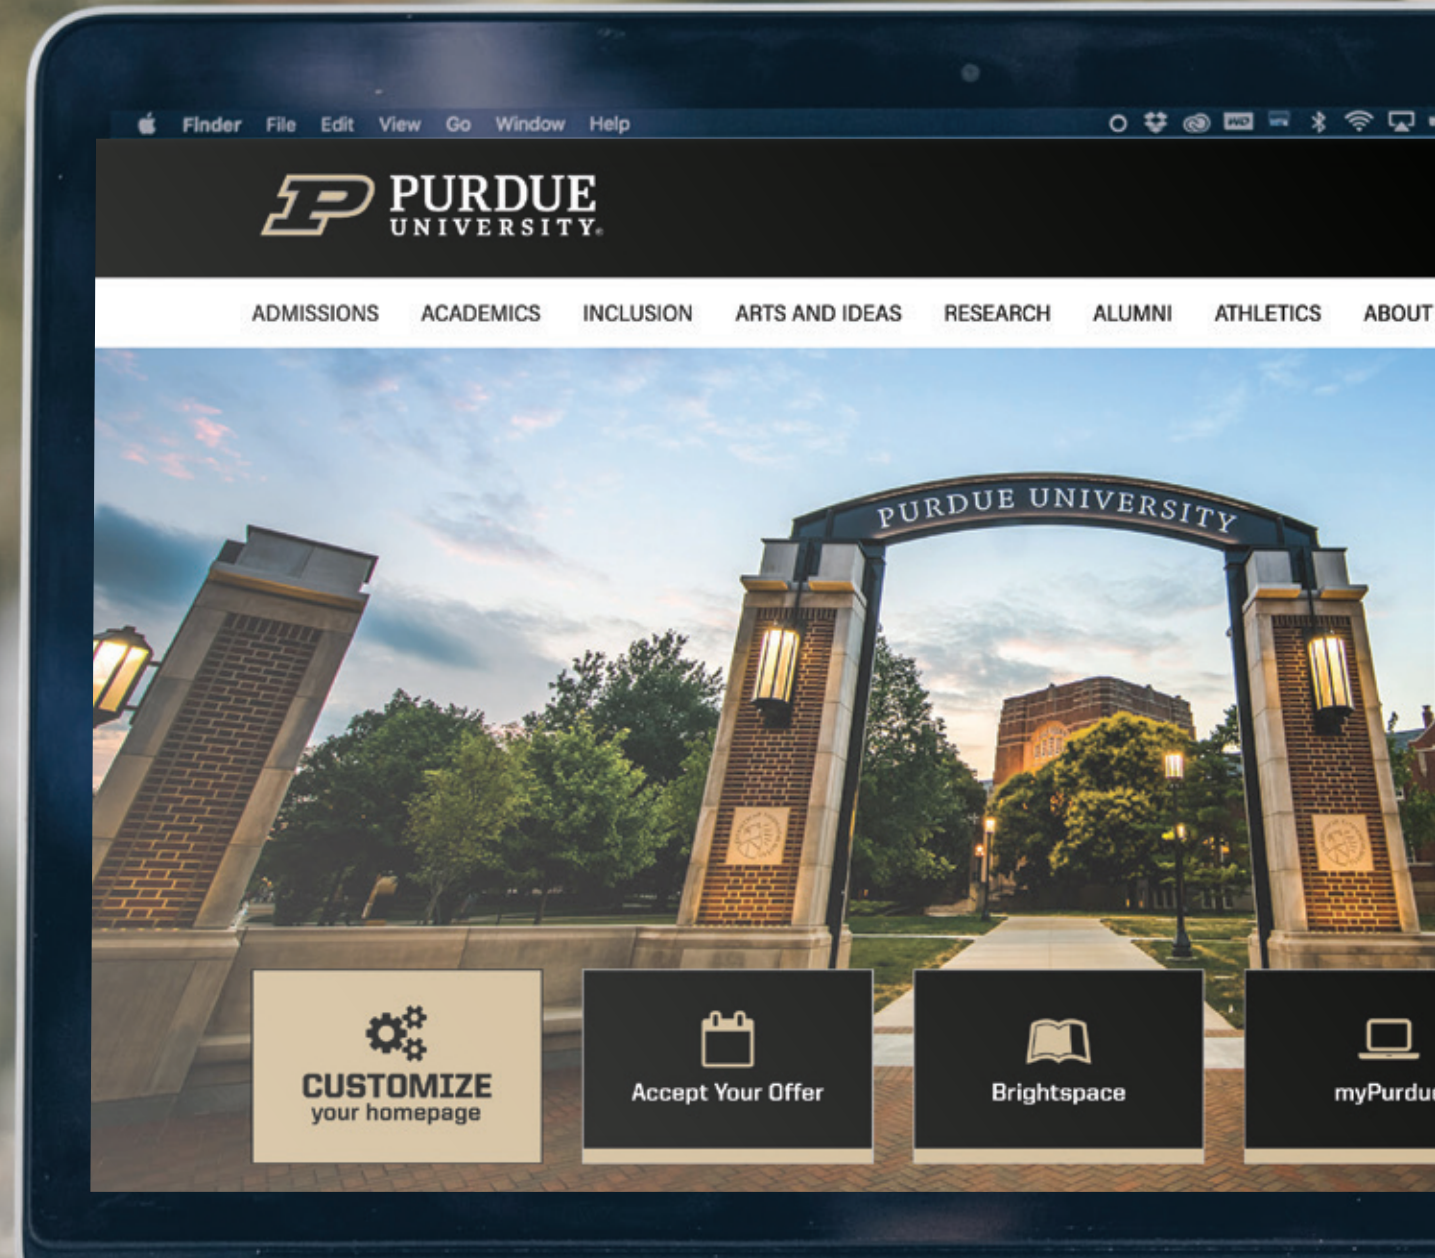 Finder File Edit View Go Window Help
PURDUE
UNIVERSITY®
ADMISSIONS ACADEMICS INCLUSION ARTS AND IDEAS RESEARCH ALUMNI ATHLETICS ABOUT
PURDUE UNIVERSITY
CUSTOMIZE
your homepage
Accept Your Offer
Brightspace
myPurdue